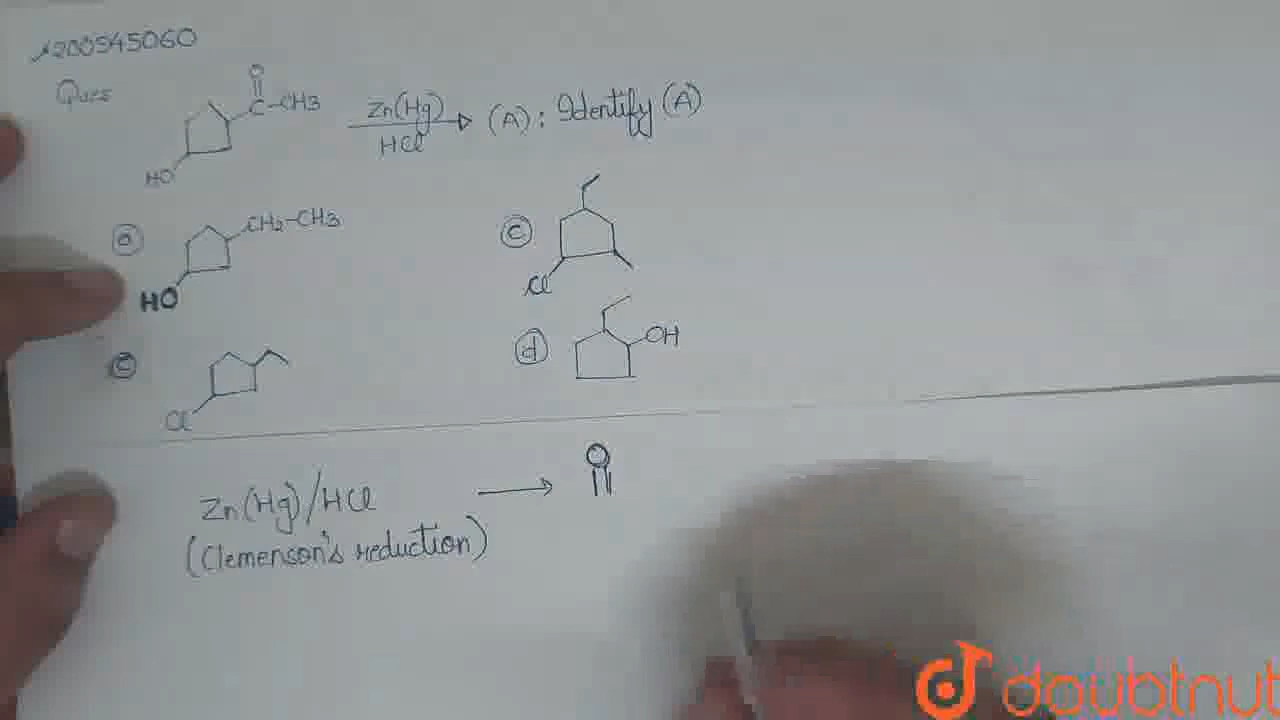 200545060
Ques
O
C-CH3
HO
Zn(Hg)
HCl
(A) : Identify (A)
a
CH2-CH3
HO
c
Cl
c
Cl
d
OH
Zn(Hg)/HCl
O
(Clemenson's reduction)
doubtnut